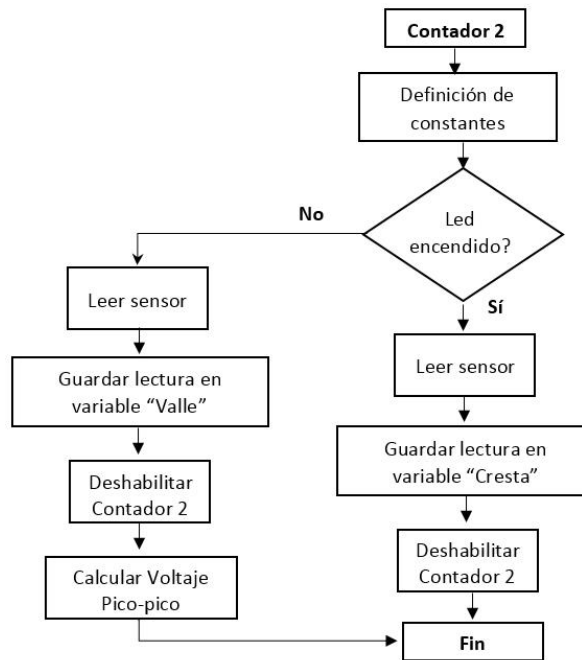 Contador 2
Definición de
constantes
Led
encendido?
No
Leer sensor
Guardar lectura en
variable “Valle”
Deshabilitar
Contador 2
Calcular Voltaje
Pico-pico
Sí
Leer sensor
Guardar lectura en
variable “Cresta”
Deshabilitar
Contador 2
Fin